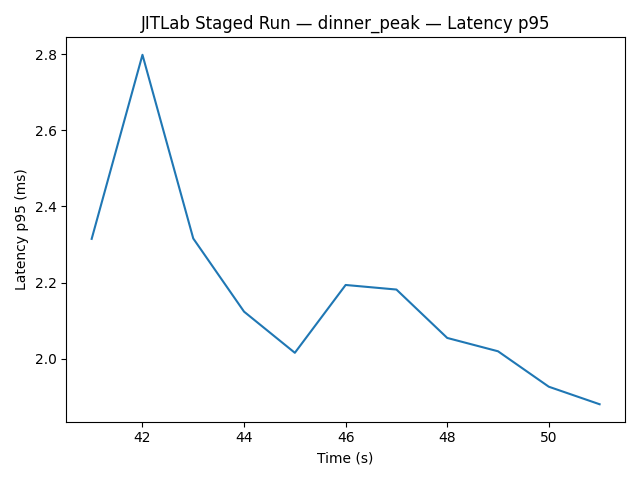 JITLab Staged Run — dinner_peak — Latency p95
Latency p95 (ms)
2.8
2.6
2.4
2.2
2.0
42 44 46 48 50
Time (s)